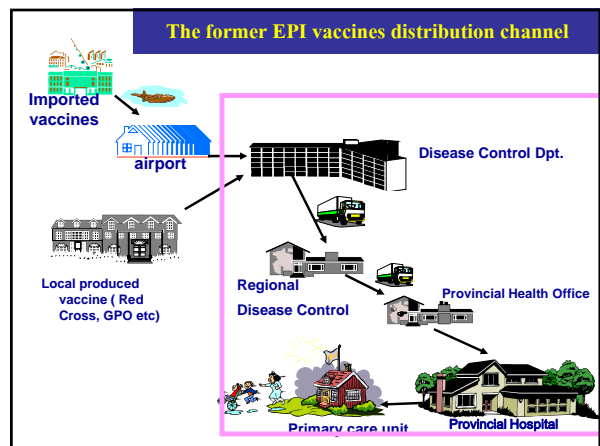 The former EPI vaccines distribution channel
Imported
vaccines
airport
Disease Control Dpt.
Local produced
vaccine ( Red
Cross, GPO etc)
Regional
Disease Control
Provincial Health Office
Primary care unit
Provincial Hospital